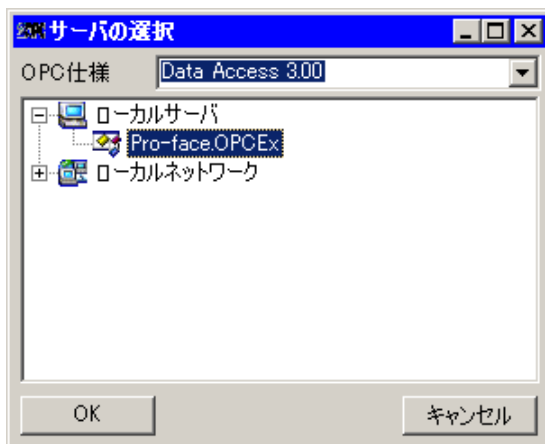 サーバの選択
OPC仕様 Data Access 3.00
ローカルサーバ
Pro-face.OPCEx
ローカルネットワーク
OK キャンセル